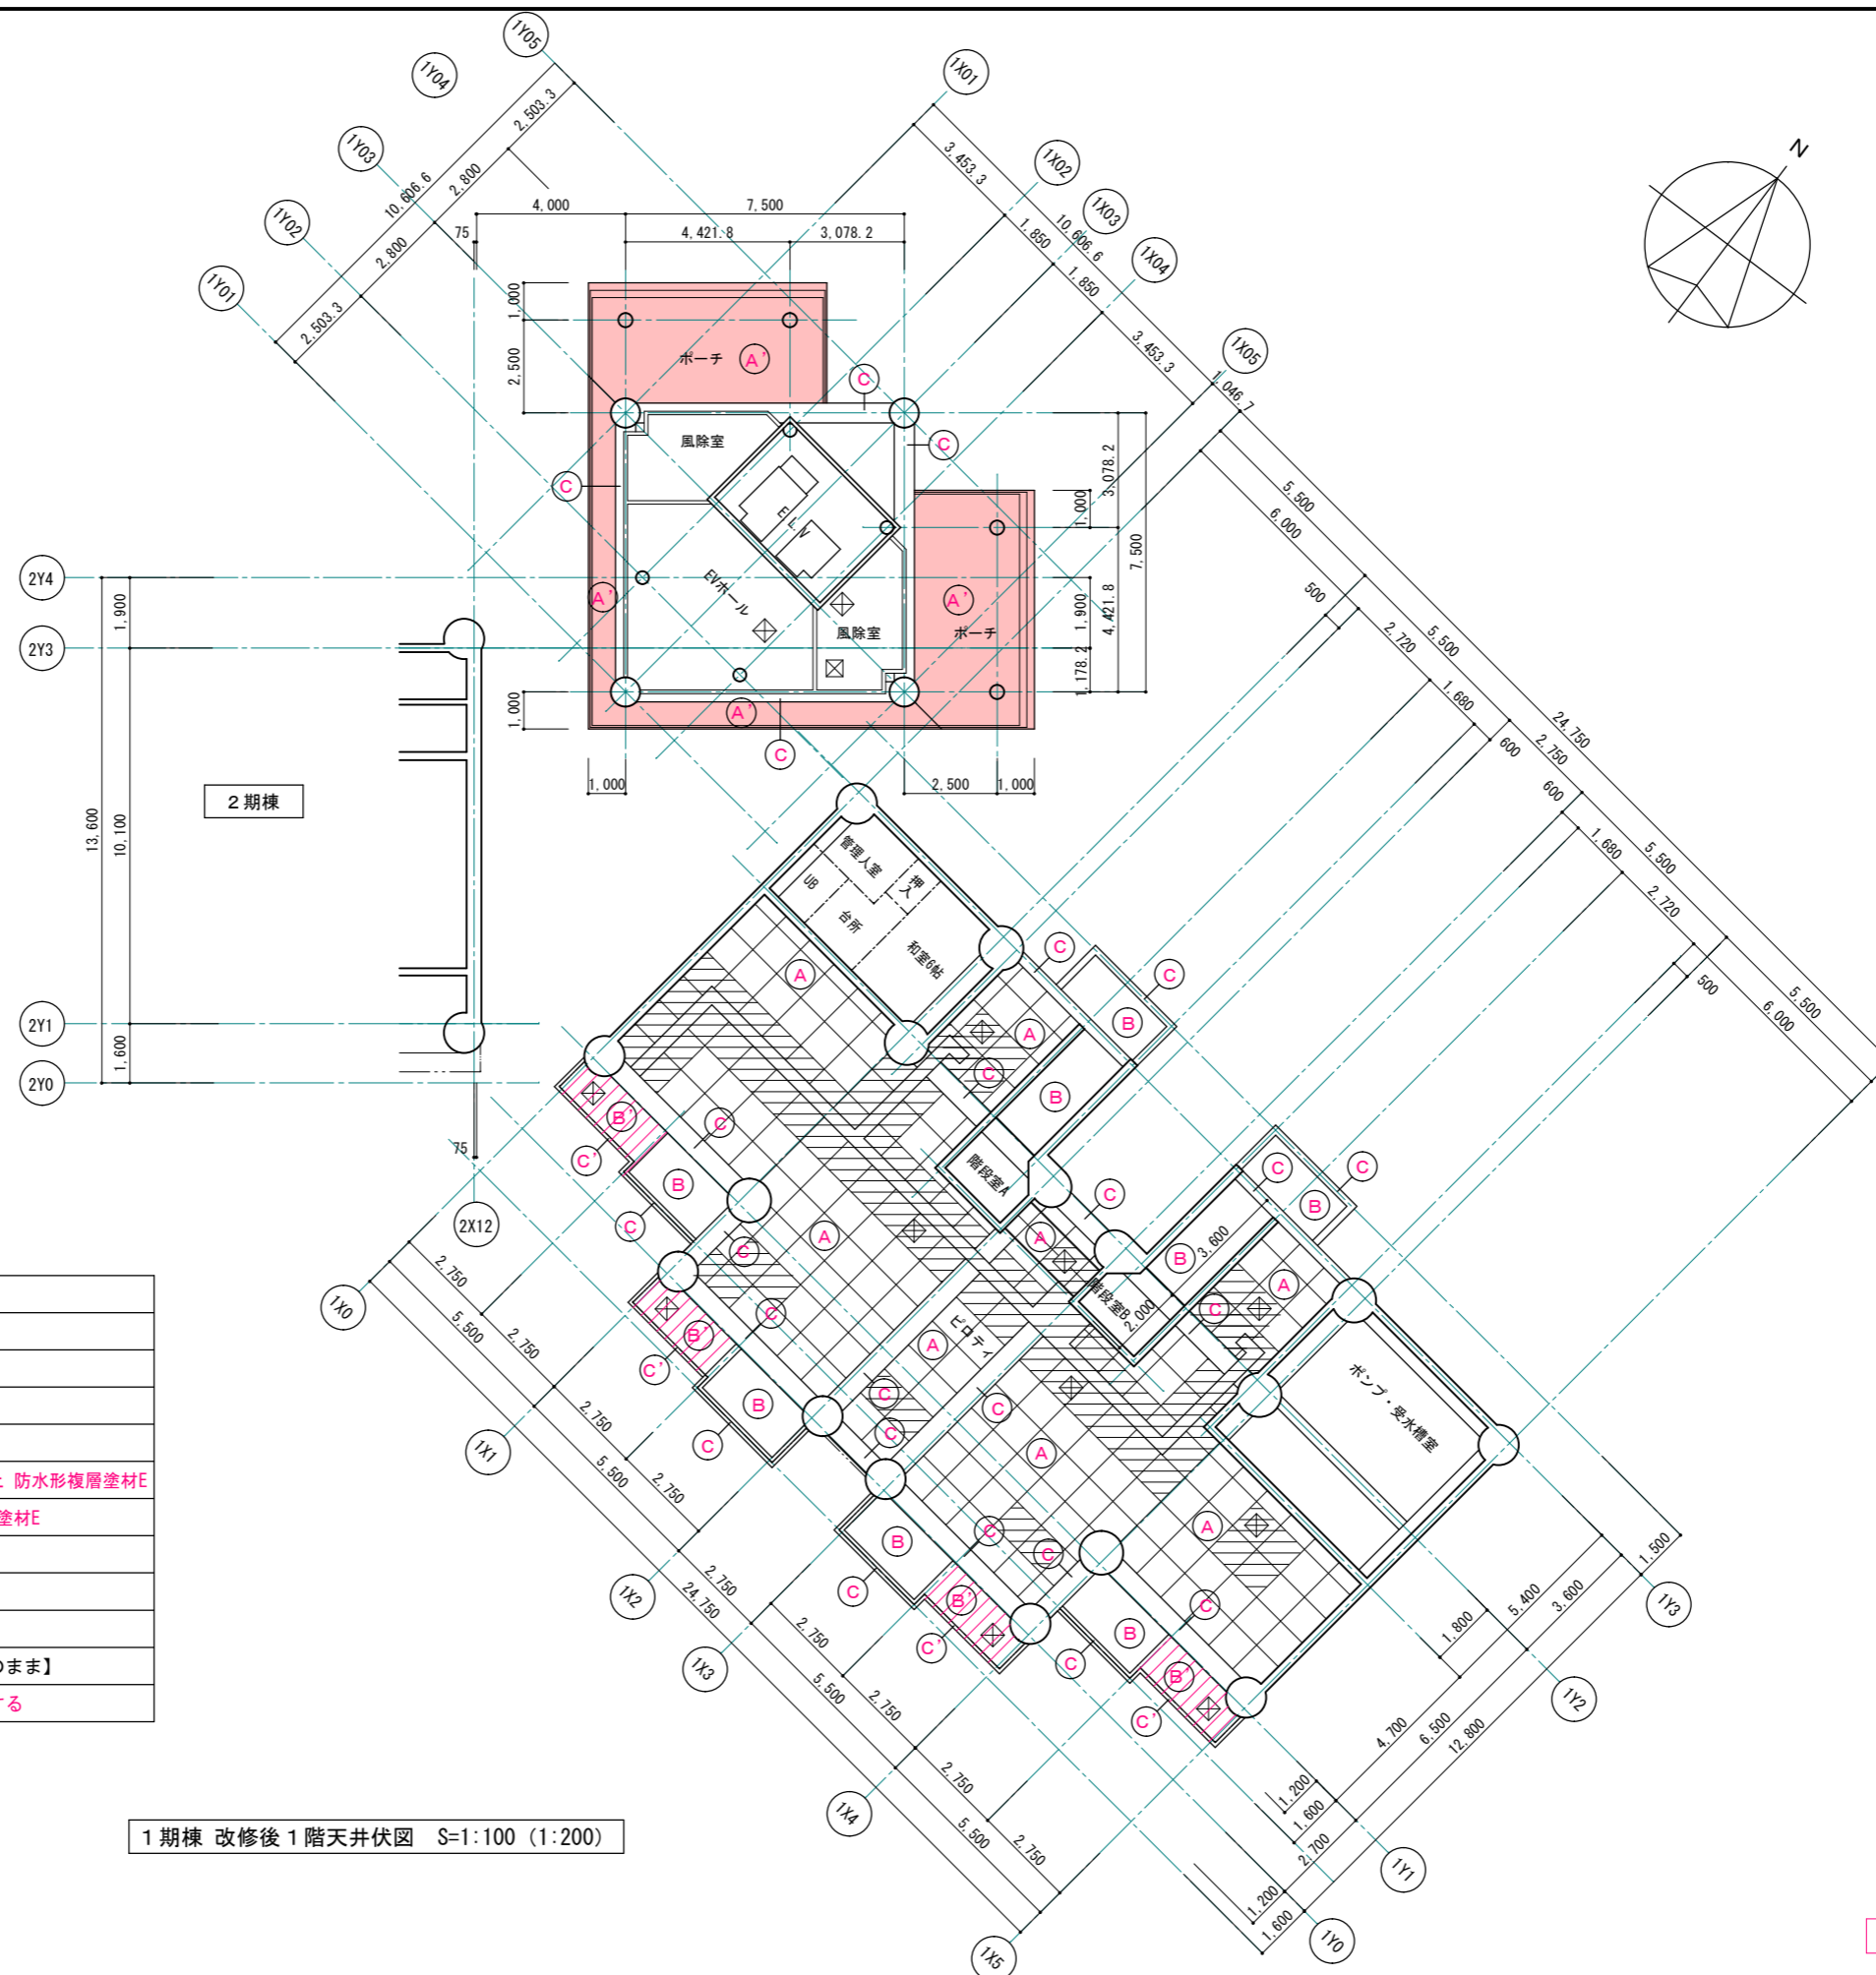 1Y05
1Y04
1Y03
1Y02
1Y01
1X01
1X02
1X03
1X04
1X05
N
2,503.3
10,606.6
2,800
2,800
2,503.3
3,453.3
10,606.6
1,850
1,850
3,453.3
1,046.7
4,000
7,500
75
4,421.8
3,078.2
1,000
2,500
ポーチ
A'
C
風除室
C
C
ELV
EVホール
A'
A'
風除室
ポーチ
A'
C
1,000
1,000
2,500
1,000
3,078.2
1,000
7,500
1,900
4,421.8
1,178.2
5,500
6,000
500
5,500
2,720
1,680
600
24,750
2,750
600
1,680
5,500
2,720
500
5,500
6,000
2Y4
2Y3
2Y1
2Y0
1,900
13,600
10,100
1,600
2期棟
75
2X12
管理人室
押入
UB
台所
和室6帖
A
C
C
B
A
C
B
B'
C'
C
B
C
階段室A
C
A
C
B
C
C
B
A
階段室B
3,600
2,000
C
A
B'
C'
C
B
C
A
ピロティ
C
C
C
A
ポンプ・受水槽室
B
C
C
C
B'
C'
A
C
B
C
B'
C'
1X0
1X1
1X2
1X3
1X4
1X5
2,750
5,500
2,750
2,750
5,500
2,750
2,750
24,750
2,750
5,500
2,750
2,750
5,500
2,750
1,500
5,400
3,600
1,800
4,700
6,500
12,800
1,200
1,600
2,700
1,200
1,600
1Y3
1Y2
1Y1
1Y0
防水形複層塗材E
塗材E
のまま】
する
1期棟 改修後1階天井伏図 S=1:100 (1:200)